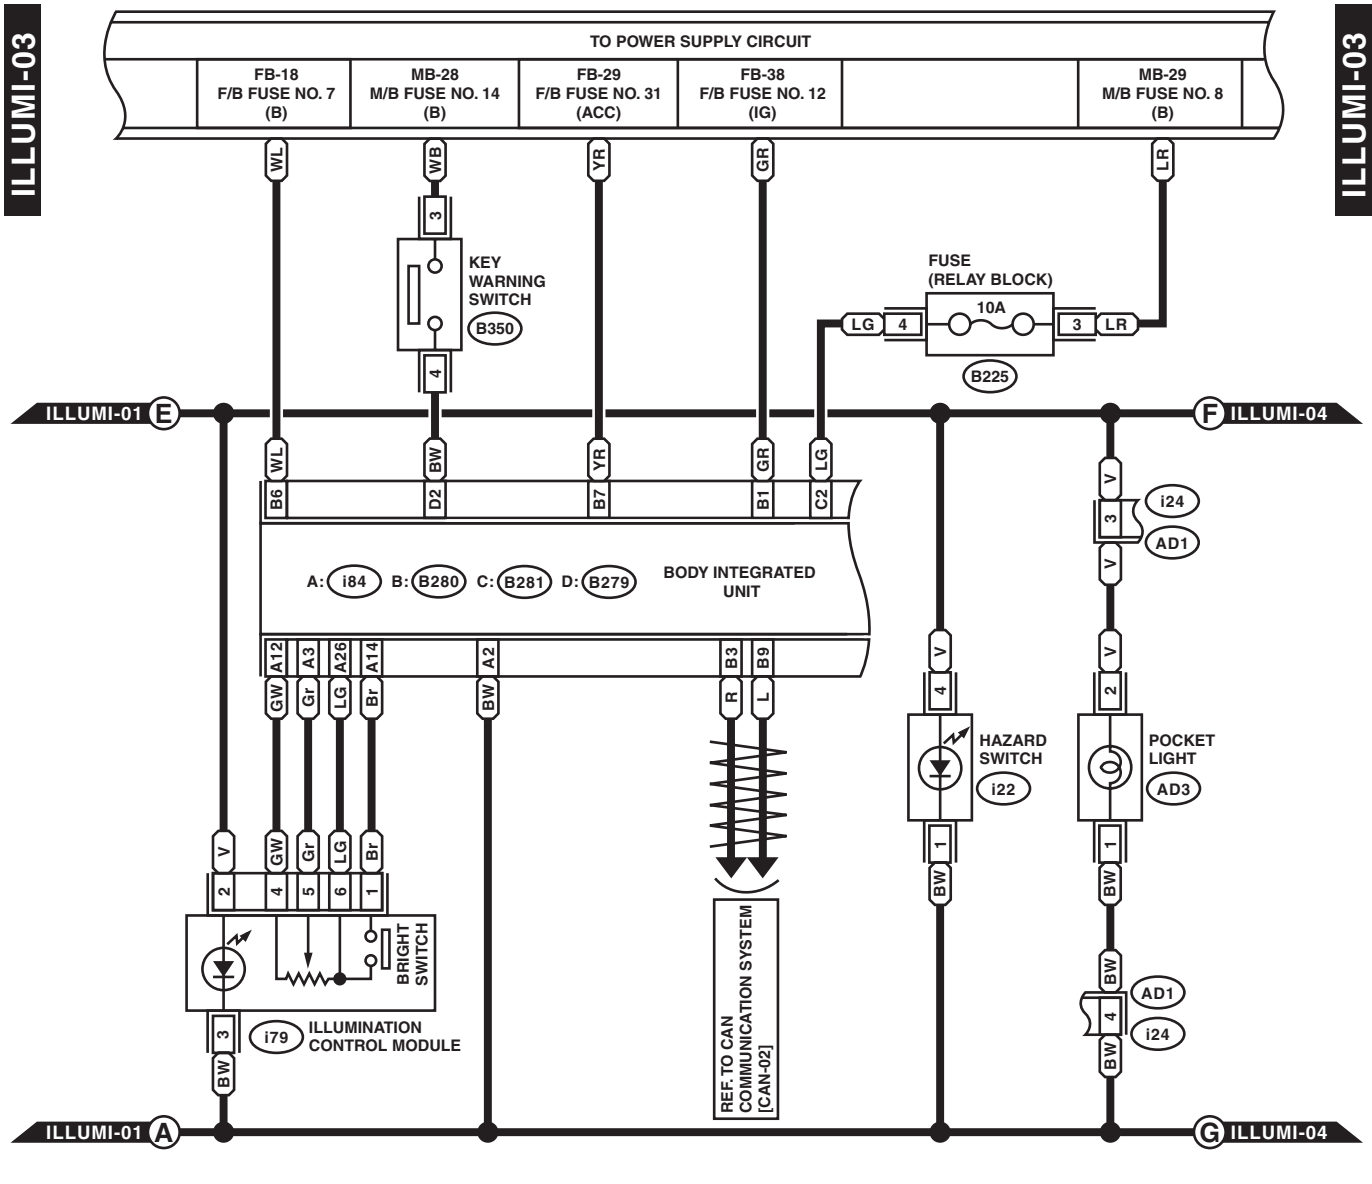 ILLUMI-03
ILLUMI-03
TO POWER SUPPLY CIRCUIT
FB-18
F/B FUSE NO. 7
(B)
MB-28
M/B FUSE NO. 14
(B)
FB-29
F/B FUSE NO. 31
(ACC)
FB-38
F/B FUSE NO. 12
(IG)
MB-29
M/B FUSE NO. 8
(B)
WL
WB
YR
GR
LR
3
KEY
WARNING
SWITCH
B350
4
FUSE
(RELAY BLOCK)
10A
LG
4
3
LR
B225
ILLUMI-01
E
F
ILLUMI-04
WL
BW
YR
GR
LG
B6
D2
B7
B1
C2
V
3
i24
AD1
V
A: i84 B: B280 C: B281 D: B279
BODY INTEGRATED
UNIT
A12
A3
A26
A14
A2
B3
B9
GW
Gr
LG
Br
BW
R
L
V
4
HAZARD
SWITCH
i22
1
BW
V
2
POCKET
LIGHT
AD3
1
BW
V
GW
Gr
LG
Br
2
4
5
6
1
BRIGHT
SWITCH
REF. TO CAN
COMMUNICATION SYSTEM
[CAN-02]
BW
AD1
4
i24
BW
3
i79
ILLUMINATION
CONTROL MODULE
BW
ILLUMI-01
A
G
ILLUMI-04